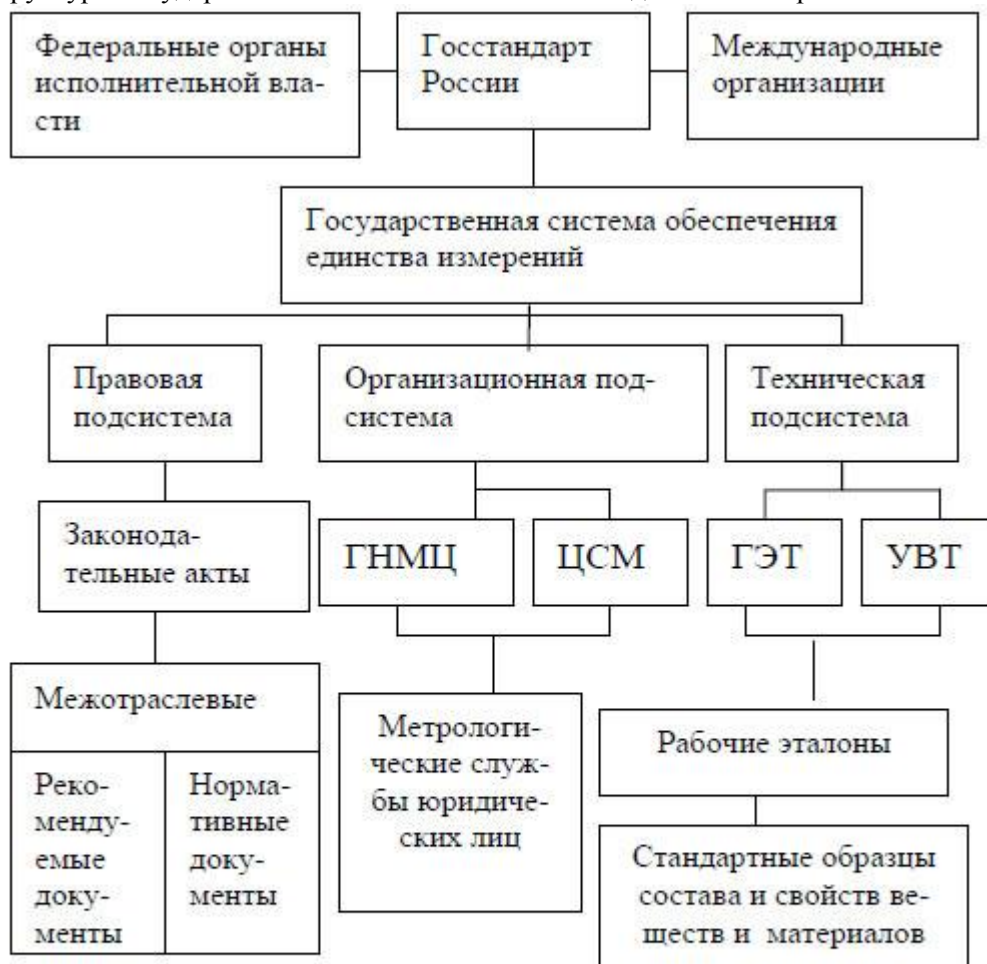 Федеральные органы
исполнительной вла-
сти
Госстандарт
России
Международные
организации
Государственная система обеспечения
единства измерений
Правовая
подсистема
Организационная под-
система
Техническая
подсистема
Законода-
тельные акты
ГНМЦ
ЦСМ
ГЭТ
УВТ
Межотраслевые
Реко-
менду-
емые
доку-
менты
Норма-
тивные
доку-
менты
Метрологи-
ческие служ-
бы юридиче-
ских лиц
Рабочие эталоны
Стандартные образцы
состава и свойств ве-
ществ и материалов